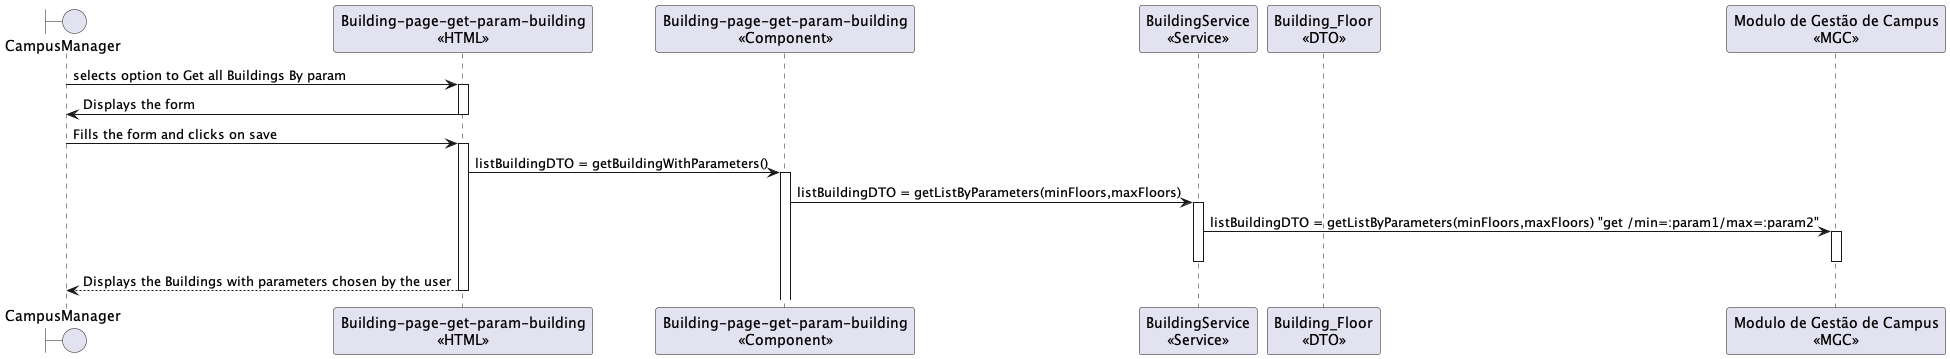 CampusManager
Building-page-get-param-building
«HTML»
Building-page-get-param-building
«Component»
BuildingService
«Service»
Building_Floor
«DTO»
Modulo de Gestão de Campus
«MGC»
selects option to Get all Buildings By param
Displays the form
Fills the form and clicks on save
listBuildingDTO = getBuildingWithParameters()
listBuildingDTO = getListByParameters(minFloors,maxFloors)
listBuildingDTO = getListByParameters(minFloors,maxFloors) "get /min=:param1/max=:param2"
Displays the Buildings with parameters chosen by the user
CampusManager
Building-page-get-param-building
«HTML»
Building-page-get-param-building
«Component»
BuildingService
«Service»
Building_Floor
«DTO»
Modulo de Gestão de Campus
«MGC»